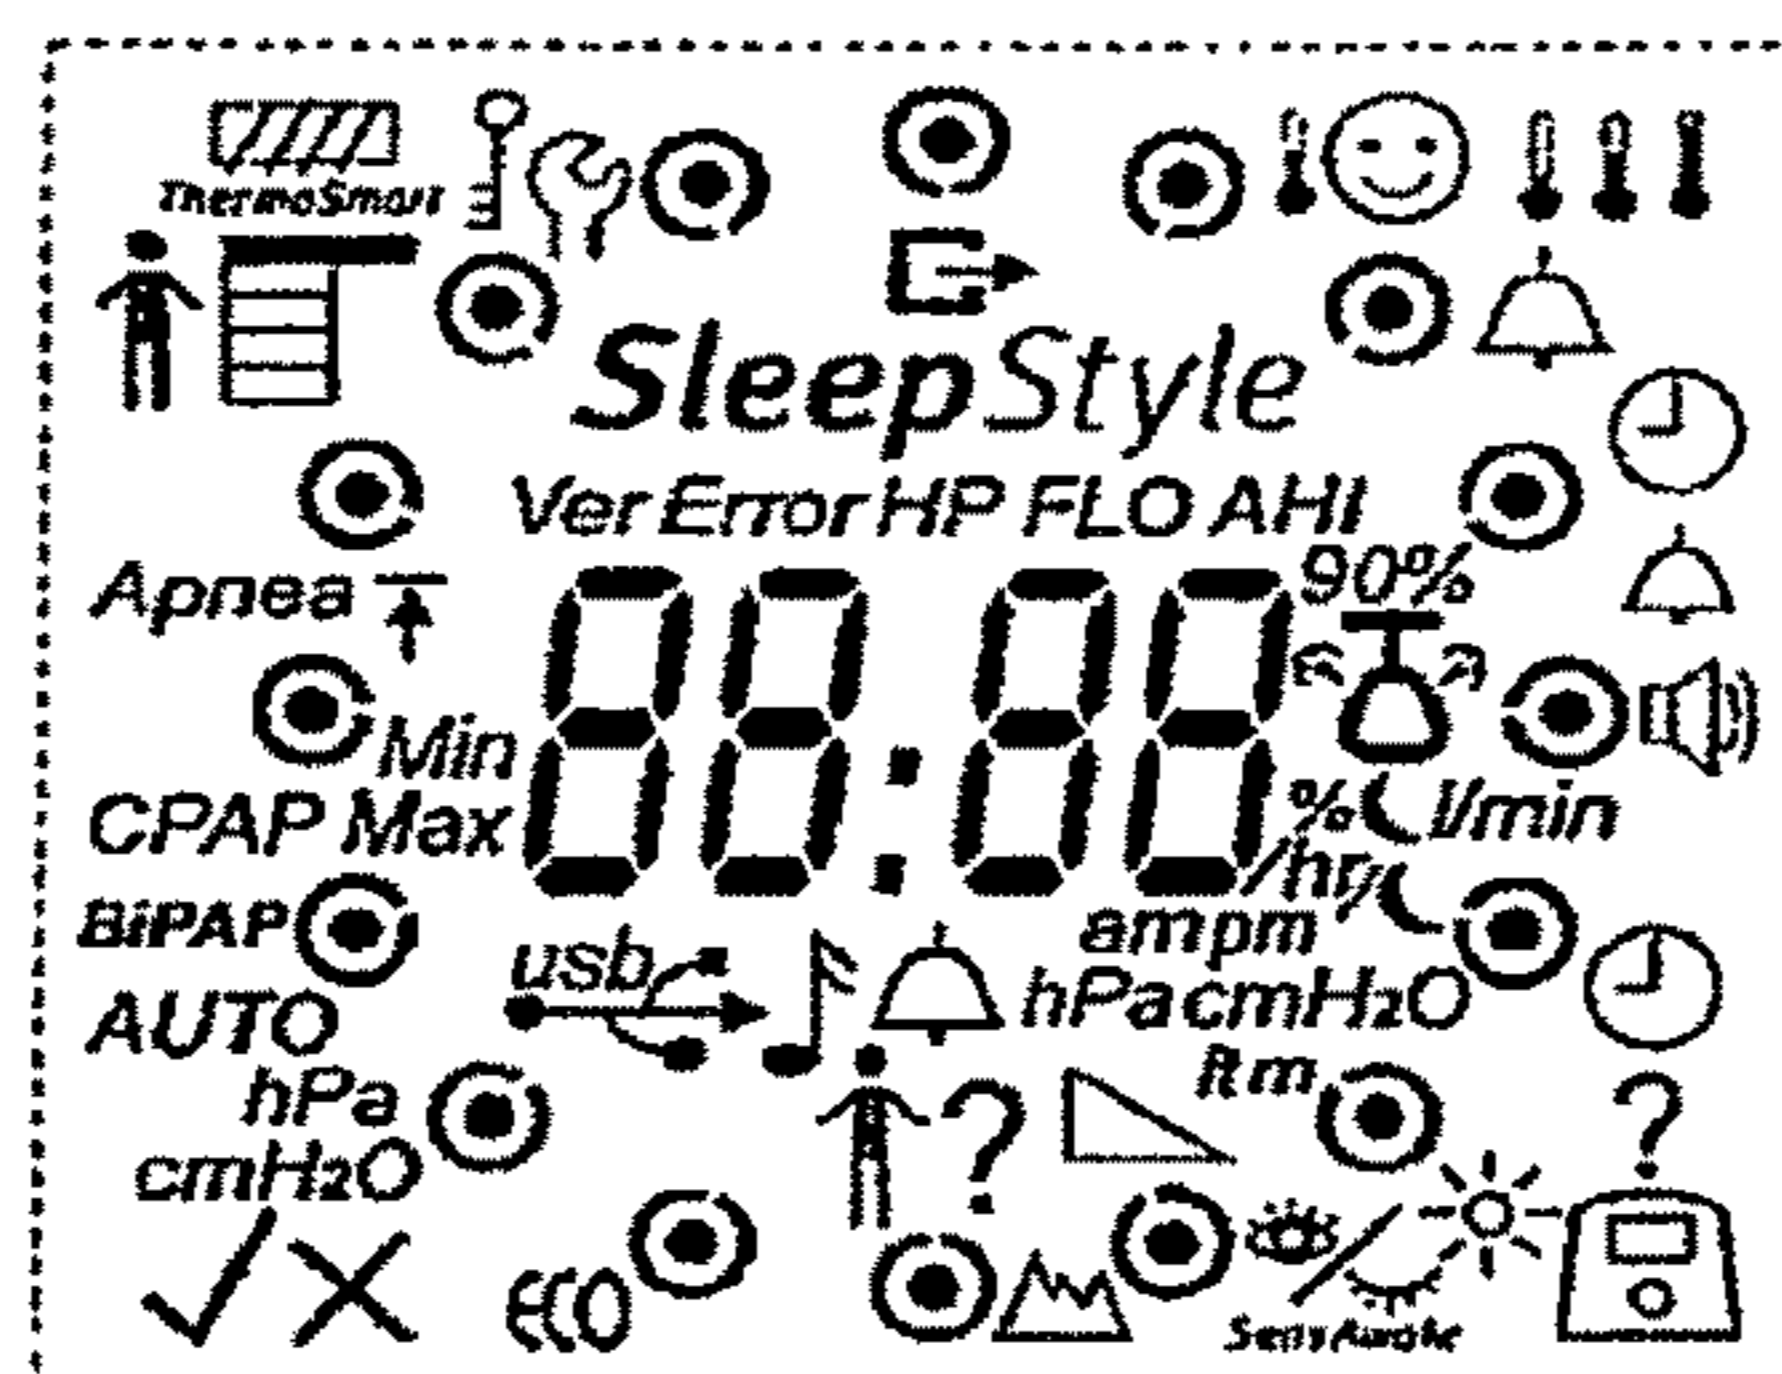 ThermoSmart
SleepStyle
Ver Error HP FLO AHI
90%
Apnea
88:88
Min
CPAP Max
% l/min
/hr
BiPAP
am pm
usb
AUTO
hPa cmH2O
hPa
ft m
?
?
cmH2O
ECO
SensAwake